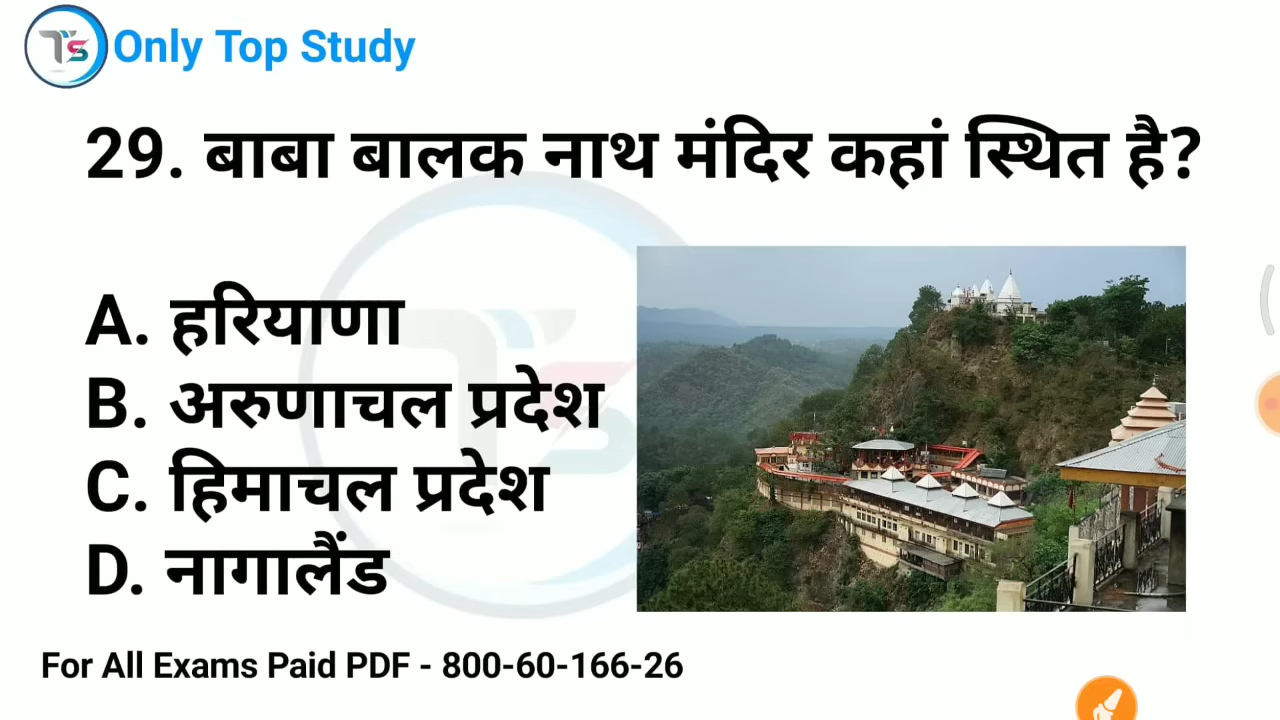 TS Only Top Study
29. बाबा बालक नाथ मंदिर कहां स्थित है?
A. हरियाणा
B. अरुणाचल प्रदेश
C. हिमाचल प्रदेश
D. नागालैंड
For All Exams Paid PDF - 800-60-166-26